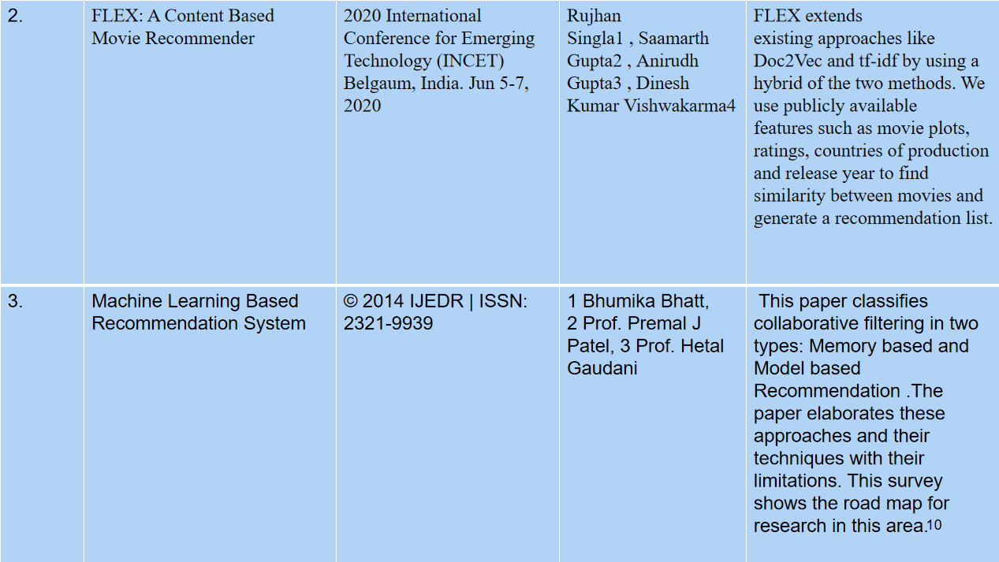 2.
FLEX: A Content Based
Movie Recommender
2020 International
Conference for Emerging
Technology (INCET)
Belgaum, India. Jun 5-7,
2020
Rujhan
Singla1 , Saamarth
Gupta2 , Anirudh
Gupta3 , Dinesh
Kumar Vishwakarma4
FLEX extends
existing approaches like
Doc2Vec and tf-idf by using a
hybrid of the two methods. We
use publicly available
features such as movie plots,
ratings, countries of production
and release year to find
similarity between movies and
generate a recommendation list.
3.
Machine Learning Based
Recommendation System
© 2014 IJEDR | ISSN:
2321-9939
1 Bhumika Bhatt,
2 Prof. Premal J
Patel, 3 Prof. Hetal
Gaudani
This paper classifies
collaborative filtering in two
types: Memory based and
Model based
Recommendation .The
paper elaborates these
approaches and their
techniques with their
limitations. This survey
shows the road map for
research in this area.10